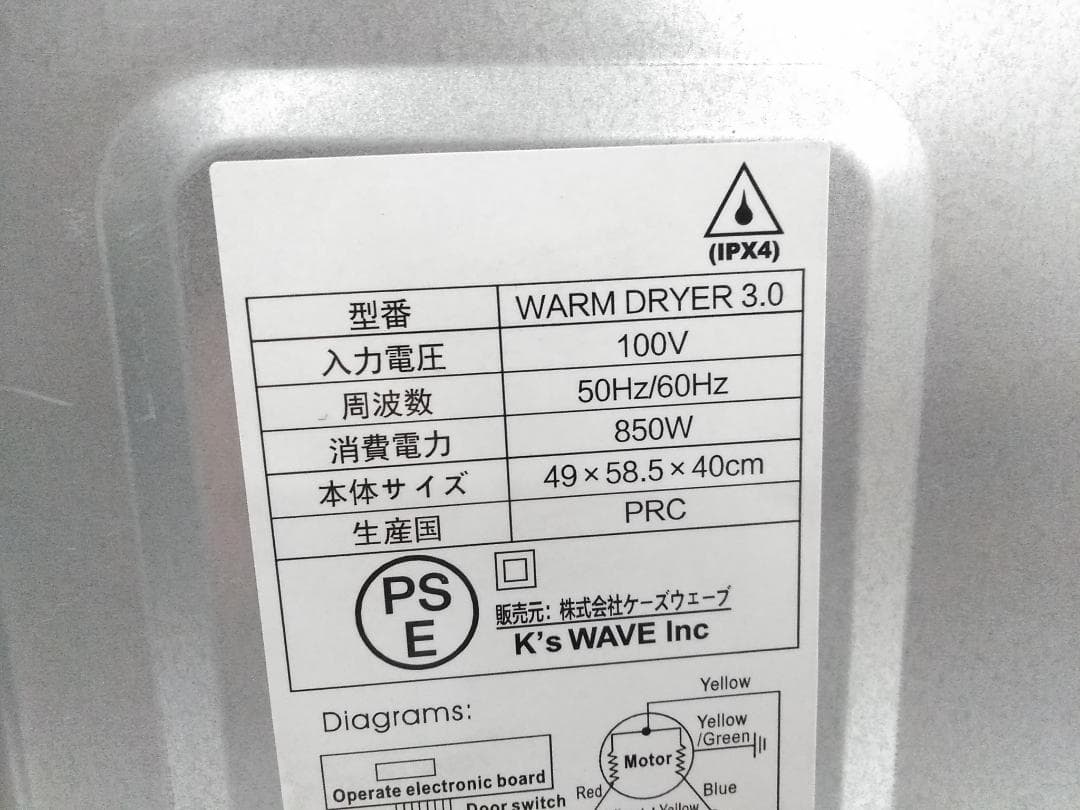 (IPX4)
型番 WARM DRYER 3.0
入力電圧 100V
周波数 50Hz/60Hz
消費電力 850W
本体サイズ 49×58.5×40cm
生産国 PRC
PS
E
販売元: 株式会社ケーズウェーブ
K's WAVE Inc
Diagrams:
Yellow
Yellow
/Green
Motor
Red
Blue
Operate electronic board
Door switch
Yellow